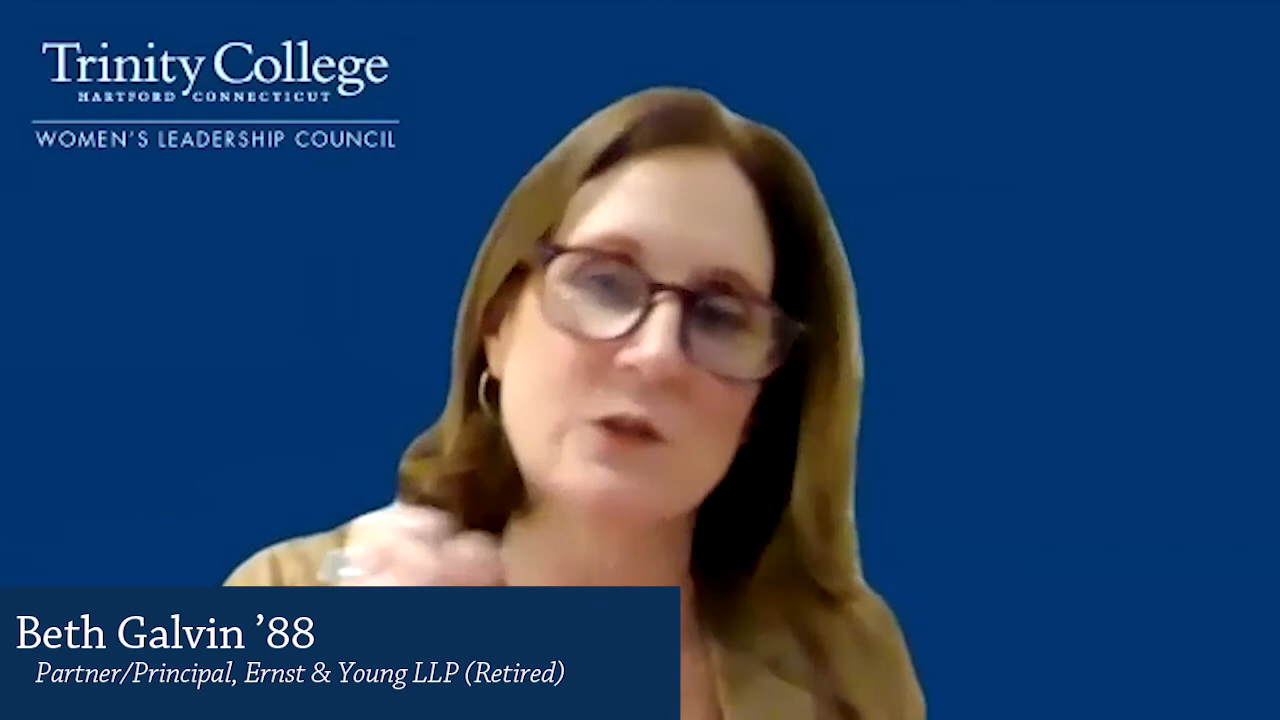 Trinity College
HARTFORD CONNECTICUT
WOMEN'S LEADERSHIP COUNCIL
Beth Galvin ’88
Partner/Principal, Ernst & Young LLP (Retired)